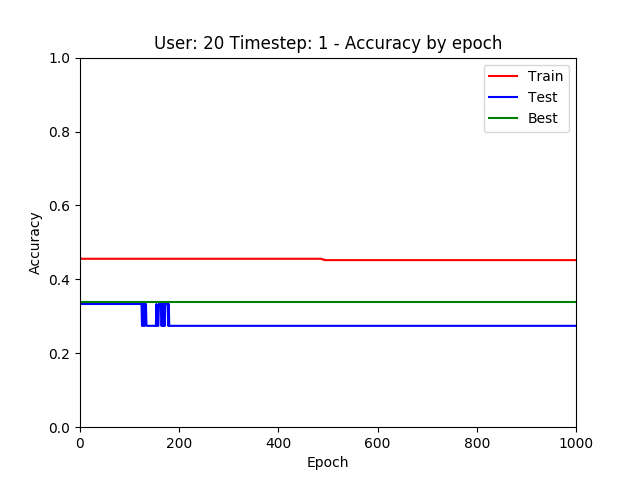 User: 20 Timestep: 1 - Accuracy by epoch
1.0
0.8
0.6
0.4
0.2
0.0
Accuracy
Train
Test
Best
0 200 400 600 800 1000
Epoch